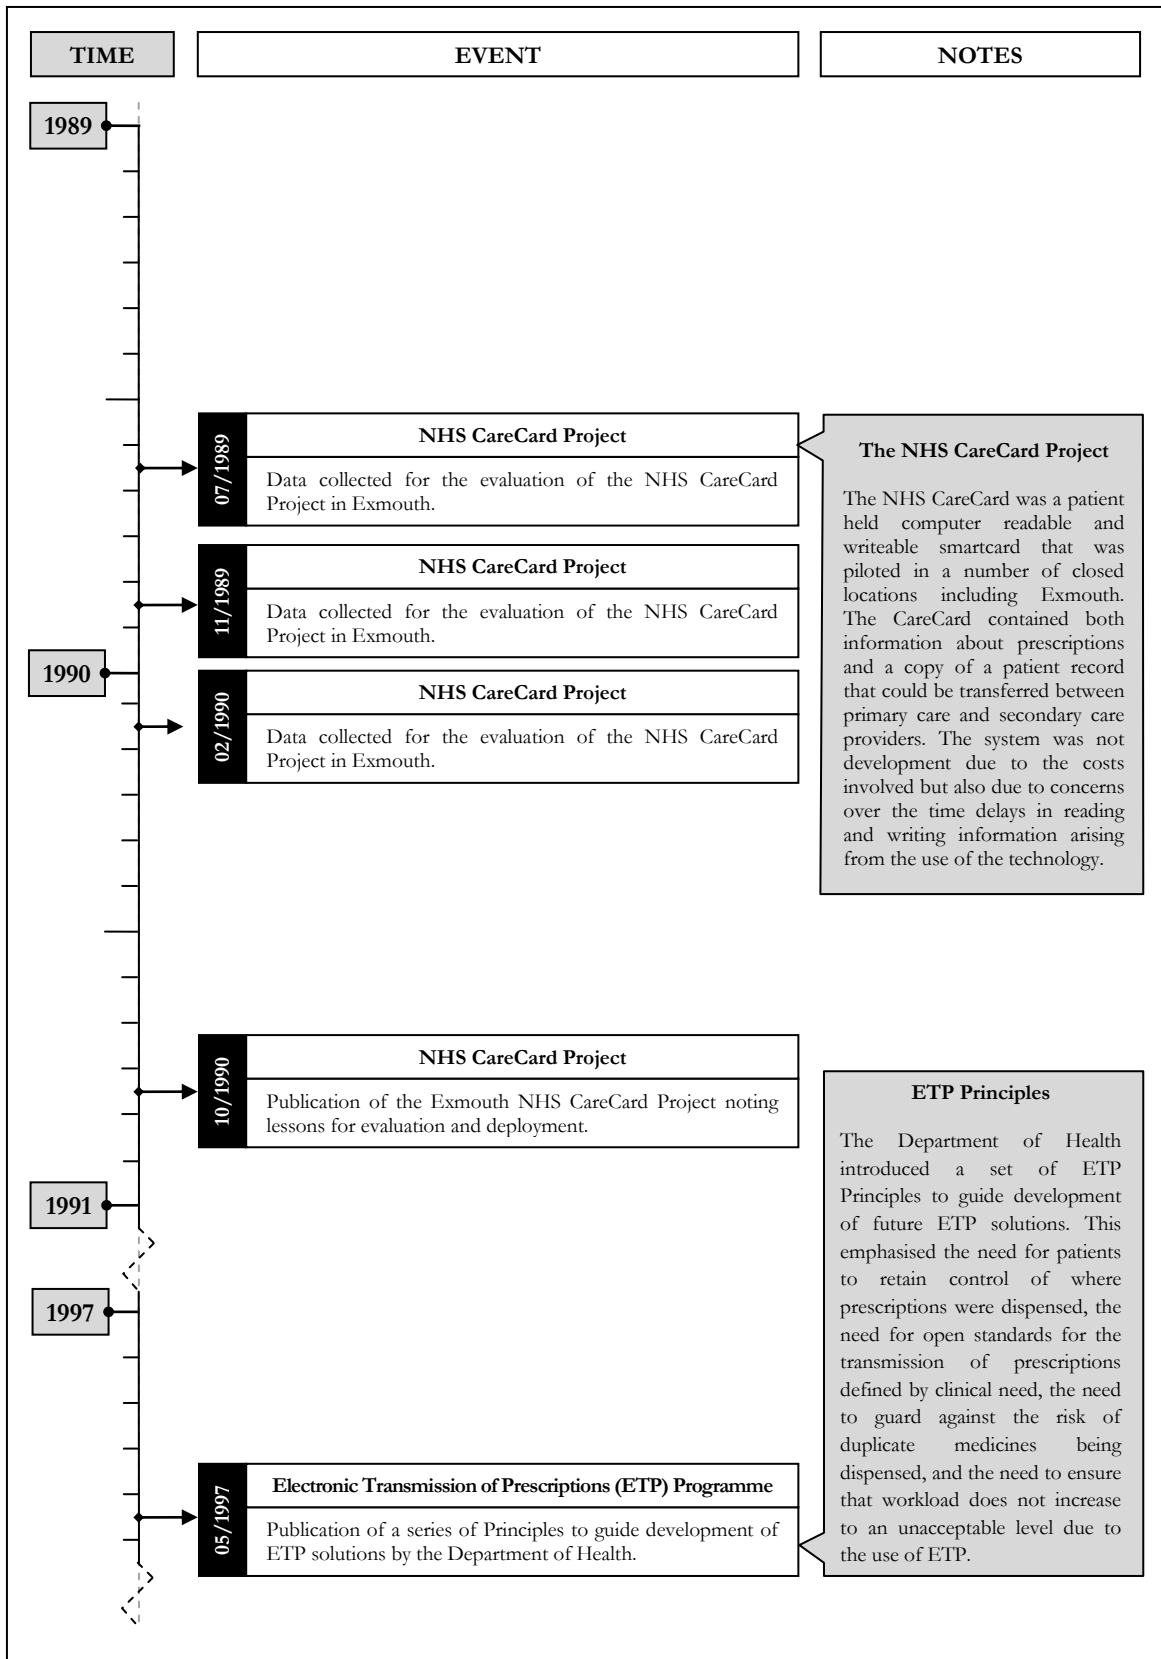 TIME
EVENT
NOTES
1989
07/1989
NHS CareCard Project
Data collected for the evaluation of the NHS CareCard
Project in Exmouth.
11/1989
NHS CareCard Project
Data collected for the evaluation of the NHS CareCard
Project in Exmouth.
1990
02/1990
NHS CareCard Project
Data collected for the evaluation of the NHS CareCard
Project in Exmouth.
The NHS CareCard Project
The NHS CareCard was a patient
held computer readable and
writeable smartcard that was
piloted in a number of closed
locations including Exmouth.
The CareCard contained both
information about prescriptions
and a copy of a patient record
that could be transferred between
primary care and secondary care
providers. The system was not
development due to the costs
involved but also due to concerns
over the time delays in reading
and writing information arising
from the use of the technology.
10/1990
NHS CareCard Project
Publication of the Exmouth NHS CareCard Project noting
lessons for evaluation and deployment.
1991
1997
05/1997
Electronic Transmission of Prescriptions (ETP) Programme
Publication of a series of Principles to guide development of
ETP solutions by the Department of Health.
ETP Principles
The Department of Health
introduced a set of ETP
Principles to guide development
of future ETP solutions. This
emphasised the need for patients
to retain control of where
prescriptions were dispensed, the
need for open standards for the
transmission of prescriptions
defined by clinical need, the need
to guard against the risk of
duplicate medicines being
dispensed, and the need to ensure
that workload does not increase
to an unacceptable level due to
the use of ETP.